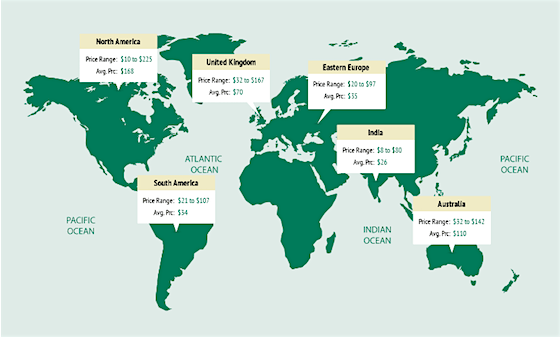 North America
Price Range: $10 to $225
Avg. Prc: $168
United Kingdom
Price Range: $32 to $167
Avg. Prc: $70
Eastern Europe
Price Range: $20 to $97
Avg. Prc: $35
India
Price Range: $8 to $80
Avg. Prc: $26
ATLANTIC
OCEAN
PACIFIC
OCEAN
South America
Price Range: $21 to $107
Avg. Prc: $34
Australia
Price Range: $32 to $142
Avg. Prc: $110
PACIFIC
OCEAN
INDIAN
OCEAN